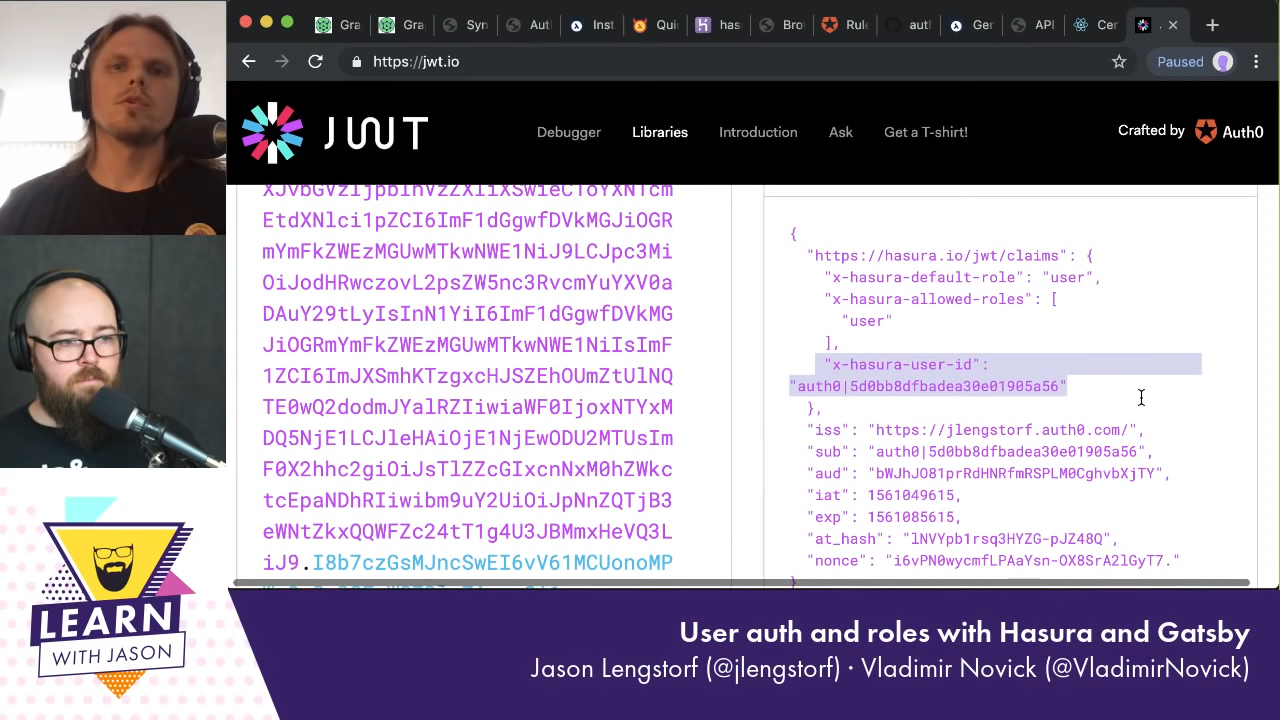 Gra
Gra
Syn
Aut
Inst
Quic
has
Bro
Rule
aut
Ger
API
Cer
https://jwt.io
Paused
JWT
Debugger
Libraries
Introduction
Ask
Get a T-shirt!
Crafted by
Auth0
EtdXNlci1pZCI6ImF1dGgwfDVkMGJiOGR
mYmFkZWEzMGUwMTkwNWE1NiJ9LCJpc3Mi
OiJodHRwczovL2psZW5nc3RvcmYuYXV0a
DAuY29tLyIsInN1YiI6ImF1dGgwfDVkMG
JiOGRmYmFkZWEzMGUwMTkwNWE1NiIsImF
1ZCI6ImJXSmhKTzgxcHJSZEhOUmZtUlNQ
TE0wQ2dodmJYalRZIiwiaWF0IjoxNTYxM
DQ5NjE1LCJleHAiOjE1NjEwODU2MTUsIm
F0X2hhc2giOiJsTlZZcGIxcnNxM0hZWkc
tcEpaNDhRIiwibm9uY2UiOiJpNnZQTjB3
eWNtZkxQQWFZc24tT1g4U3JBMmxHeVQ3L
iJ9.I8b7czGsMJncSwEI6vV61MCUonoMP
{
"https://hasura.io/jwt/claims": {
"x-hasura-default-role": "user",
"x-hasura-allowed-roles": [
"user"
],
"x-hasura-user-id":
"auth0|5d0bb8dfbadea30e01905a56"
},
"iss": "https://jlengstorf.auth0.com/",
"sub": "auth0|5d0bb8dfbadea30e01905a56",
"aud": "bWJhJO81prRdHNRfmRSPLM0CghvbXjTY",
"iat": 1561049615,
"exp": 1561085615,
"at_hash": "lNVYpb1rsq3HYZG-pJZ48Q",
"nonce": "i6vPN0wycmfLPAaYsn-OX8SrA2lGyT7."
}
LEARN
WITH JASON
User auth and roles with Hasura and Gatsby
Jason Lengstorf (@jlengstorf) · Vladimir Novick (@VladimirNovick)